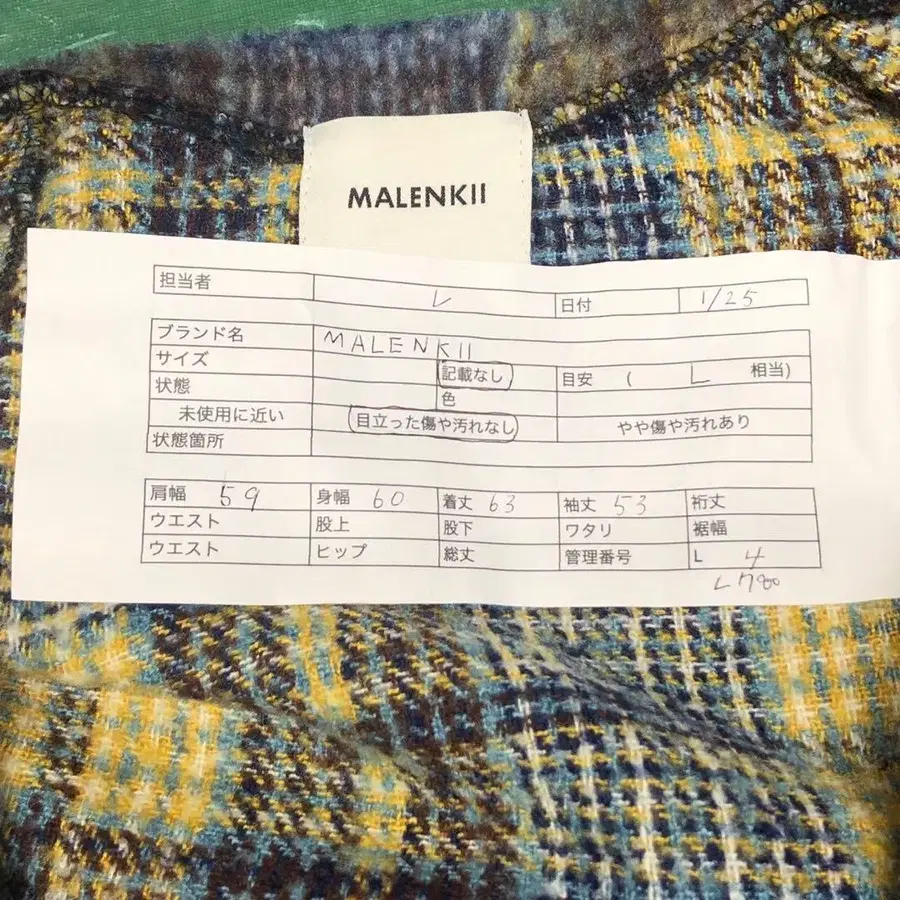 MALENKII
担当者 レ 日付 1/25
ブランド名 MALENKII
サイズ 記載なし 目安 ( L 相当)
状態 色
未使用に近い 目立った傷や汚れなし やや傷や汚れあり
状態箇所
肩幅 59 身幅 60 着丈 63 袖丈 53 裄丈
ウエスト 股上 股下 ワタリ 裾幅
ウエスト ヒップ 総丈 管理番号 L 4